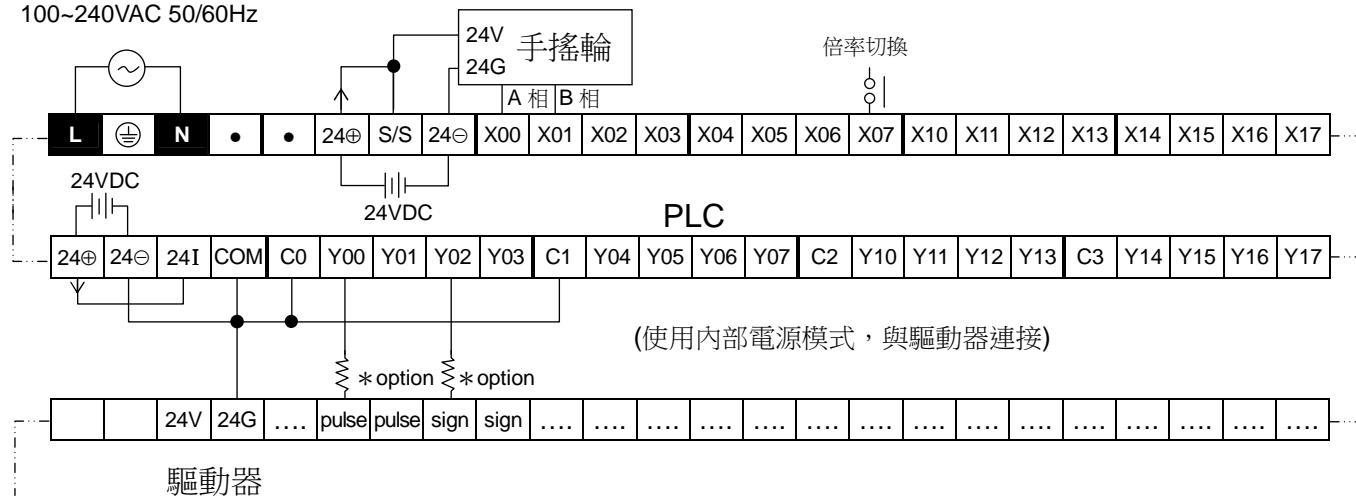 100~240VAC 50/60Hz
24V
手搖輪
24G
倍率切換
A 相 B 相
L N • • 24⊕ S/S 24⊖ X00 X01 X02 X03 X04 X05 X06 X07 X10 X11 X12 X13 X14 X15 X16 X17
24VDC
24VDC
PLC
24⊕ 24⊖ 24I COM C0 Y00 Y01 Y02 Y03 C1 Y04 Y05 Y06 Y07 C2 Y10 Y11 Y12 Y13 C3 Y14 Y15 Y16 Y17
(使用內部電源模式，與驅動器連接)
＊option ＊option
24V 24G .... pulse pulse sign sign .... .... .... .... .... .... .... .... .... .... .... .... .... .... .... ....
驅動器